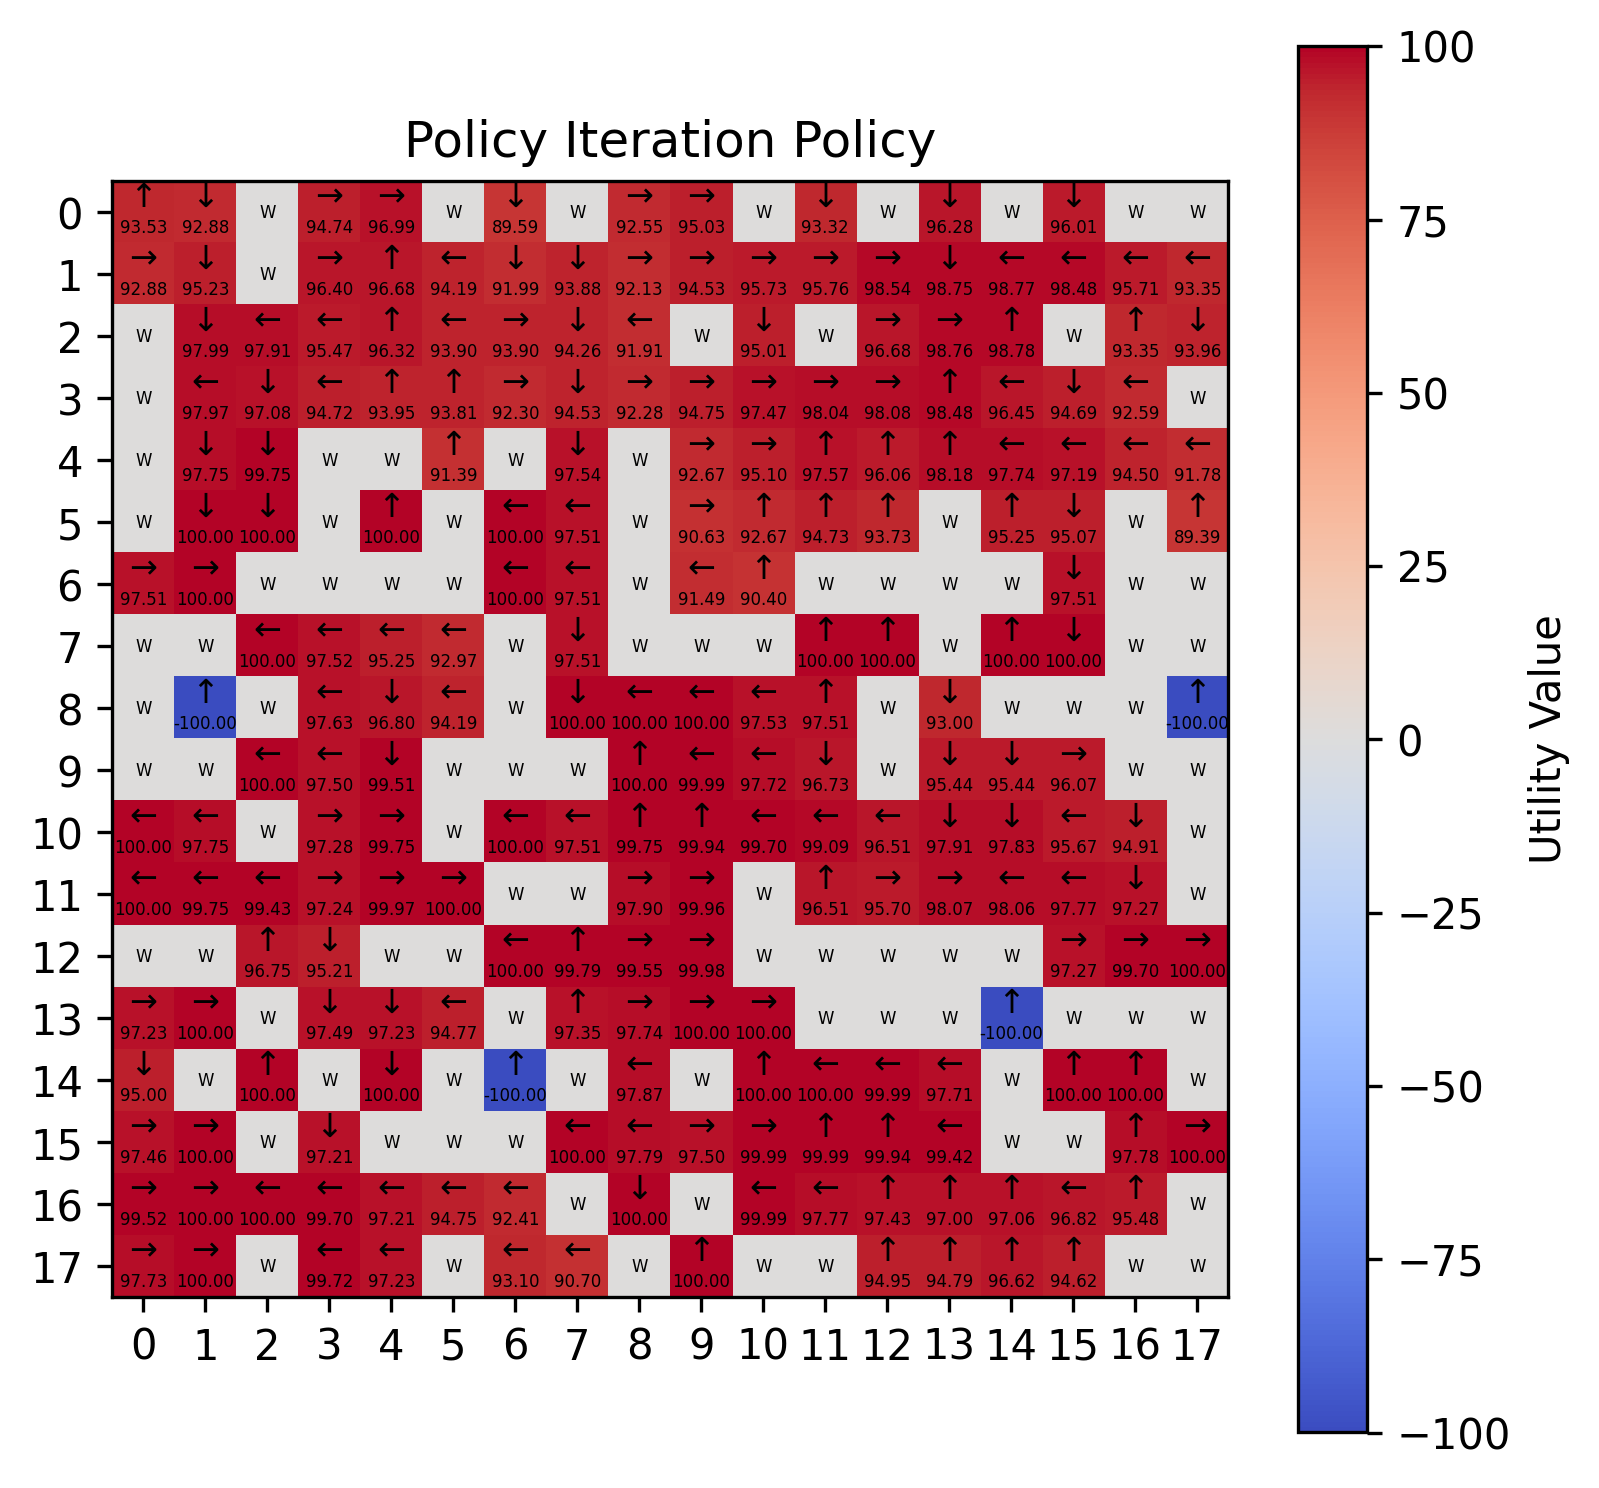 Policy Iteration Policy
0 ↑ ↓ W → → W ↓ W → → W ↓ W ↓ W ↓ W W
93.53 92.88 94.74 96.99 89.59 92.55 95.03 93.32 96.28 96.01
1 → ↓ W → ↑ ← ↓ ↓ → → → → → ↓ ← ← ← ←
92.88 95.23 96.40 96.68 94.19 91.99 93.88 92.13 94.53 95.73 95.76 98.54 98.75 98.77 98.48 95.71 93.35
2 W ↓ ← ← ↑ ← → ↓ ← W ↓ W → → ↑ W ↑ ↓
97.99 97.91 95.47 96.32 93.90 93.90 94.26 91.91 95.01 96.68 98.76 98.78 93.35 93.96
3 W ← ↓ ← ↑ ↑ → ↓ → → → → → ↑ ← ↓ ← W
97.97 97.08 94.72 93.95 93.81 92.30 94.53 92.28 94.75 97.47 98.04 98.08 98.48 96.45 94.69 92.59
4 W ↓ ↓ W W ↑ W ↓ W → → ↑ ↑ ↑ ← ← ← ←
97.75 99.75 91.39 97.54 92.67 95.10 97.57 96.06 98.18 97.74 97.19 94.50 91.78
5 W ↓ ↓ W ↑ W ← ← W → ↑ ↑ ↑ W ↑ ↓ W ↑
100.00 100.00 100.00 100.00 97.51 90.63 92.67 94.73 93.73 95.25 95.07 89.39
6 → → W W W W ← ← W ← ↑ W W W W ↓ W W
97.51 100.00 100.00 97.51 91.49 90.40 97.51
7 W W ← ← ← ← W ↓ W W W ↑ ↑ W ↑ ↓ W W
100.00 97.52 95.25 92.97 97.51 100.00 100.00 100.00 100.00
8 W ↑ W ← ↓ ← W ↓ ← ← ← ↑ W ↓ W W W ↑
-100.00 97.63 96.80 94.19 100.00 100.00 100.00 97.53 97.51 93.00 -100.00
9 W W ← ← ↓ W W W ↑ ← ← ↓ W ↓ ↓ → W W
100.00 97.50 99.51 100.00 99.99 97.72 96.73 95.44 95.44 96.07
10 ← ← W → → W ← ← ↑ ↑ ← ← ← ↓ ↓ ← ↓ W
100.00 97.75 97.28 99.75 100.00 97.51 99.75 99.94 99.70 99.09 96.51 97.91 97.83 95.67 94.91
11 ← ← ← → → → W W → → W ↑ → → ← ← ↓ W
100.00 99.75 99.43 97.24 99.97 100.00 97.90 99.96 96.51 95.70 98.07 98.06 97.77 97.27
12 W W ↑ ↓ W W ← ↑ → → W W W W W → → →
96.75 95.21 100.00 99.79 99.55 99.98 97.27 99.70 100.00
13 → → W ↓ ↓ ← W ↑ → → → W W W ↑ W W W
97.23 100.00 97.49 97.23 94.77 97.35 97.74 100.00 100.00 -100.00
14 ↓ W ↑ W ↓ W ↑ W ← W ↑ ← ← ← W ↑ ↑ W
95.00 100.00 100.00 -100.00 97.87 100.00 100.00 99.99 97.71 100.00 100.00
15 → → W ↓ W W W ← ← → → ↑ ↑ ← W W ↑ →
97.46 100.00 97.21 100.00 97.79 97.50 99.99 99.99 99.94 99.42 97.78 100.00
16 → → ← ← ← ← ← W ↓ W ← ← ↑ ↑ ↑ ← ↑ W
99.52 100.00 100.00 99.70 97.21 94.75 92.41 100.00 99.99 97.77 97.43 97.00 97.06 96.82 95.48
17 → → W ← ← W ← ← W ↑ W W ↑ ↑ ↑ ↑ W W
97.73 100.00 99.72 97.23 93.10 90.70 100.00 94.95 94.79 96.62 94.62
0 1 2 3 4 5 6 7 8 9 10 11 12 13 14 15 16 17
100
75
50
25
0
−25
−50
−75
−100
Utility Value